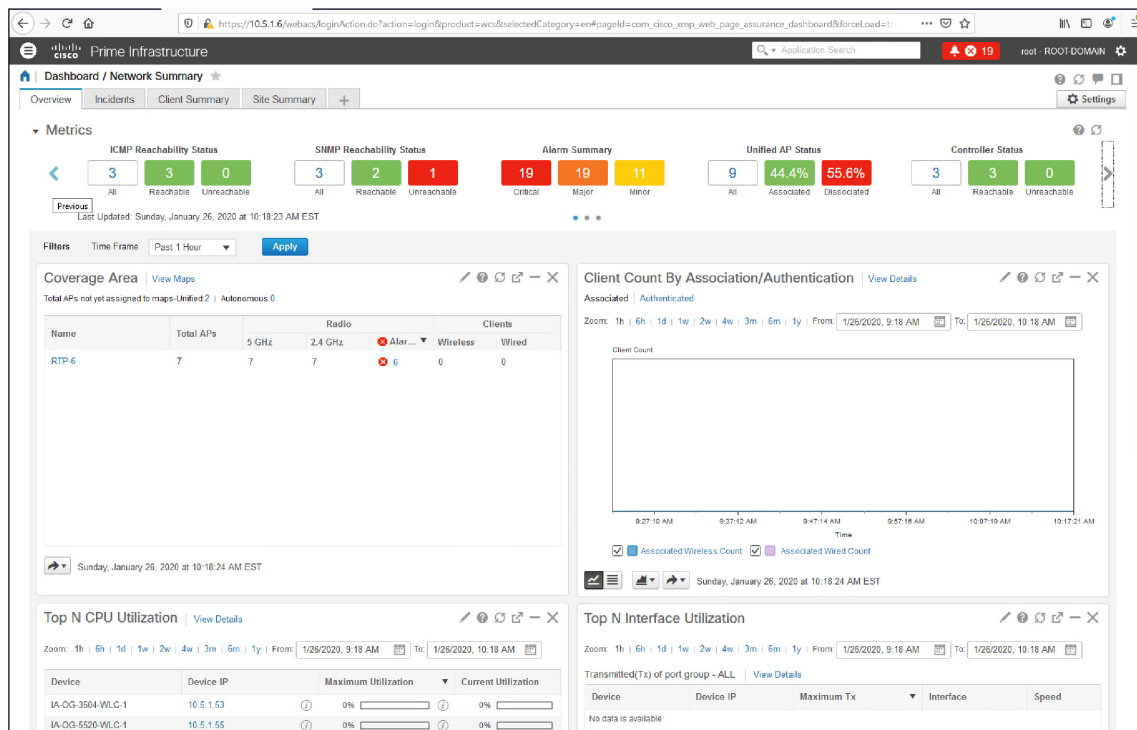 https://10.5.1.6/webacs/loginAction.do?action=login&product=wcs&selectedCategory=en#pageId=com_cisco_xmp_web_page_assurance_dashboard&forceLoad=tr
cisco Prime Infrastructure Application Search 19 root - ROOT-DOMAIN
Dashboard / Network Summary
Overview Incidents Client Summary Site Summary + Settings
Metrics
ICMP Reachability Status SNMP Reachability Status Alarm Summary Unified AP Status Controller Status
3 3 0 3 2 1 19 19 11 9 44.4% 55.6% 3 3 0
All Reachable Unreachable All Reachable Unreachable Critical Major Minor All Associated Dissociated All Reachable Unreachable
Previous
Last Updated: Sunday, January 26, 2020 at 10:18:23 AM EST
Filters Time Frame Past 1 Hour Apply
Coverage Area | View Maps
Total APs not yet assigned to maps-Unified:2 | Autonomous:0
Name Total APs Radio Clients
5 GHz 2.4 GHz Alar... Wireless Wired
RTP-6 7 7 7 6 0 0
Sunday, January 26, 2020 at 10:18:24 AM EST
Client Count By Association/Authentication | View Details
Associated | Authenticated
Zoom: 1h | 6h | 1d | 1w | 2w | 4w | 3m | 6m | 1y | From: 1/26/2020, 9:18 AM To: 1/26/2020, 10:18 AM
Client Count
9:27:10 AM 9:37:12 AM 9:47:14 AM 9:57:16 AM 10:07:19 AM 10:17:21 AM
Time
Associated Wireless Count Associated Wired Count
Sunday, January 26, 2020 at 10:18:24 AM EST
Top N CPU Utilization | View Details
Zoom: 1h | 6h | 1d | 1w | 2w | 4w | 3m | 6m | 1y | From: 1/26/2020, 9:18 AM To: 1/26/2020, 10:18 AM
Device Device IP Maximum Utilization Current Utilization
IA-OG-3504-WLC-1 10.5.1.53 0% 0%
IA-OG-5520-WLC-1 10.5.1.55 0% 0%
Top N Interface Utilization
Zoom: 1h | 6h | 1d | 1w | 2w | 4w | 3m | 6m | 1y | From: 1/26/2020, 9:18 AM To: 1/26/2020, 10:18 AM
Transmitted(Tx) of port group - ALL | View Details
Device Device IP Maximum Tx Interface Speed
No data is available